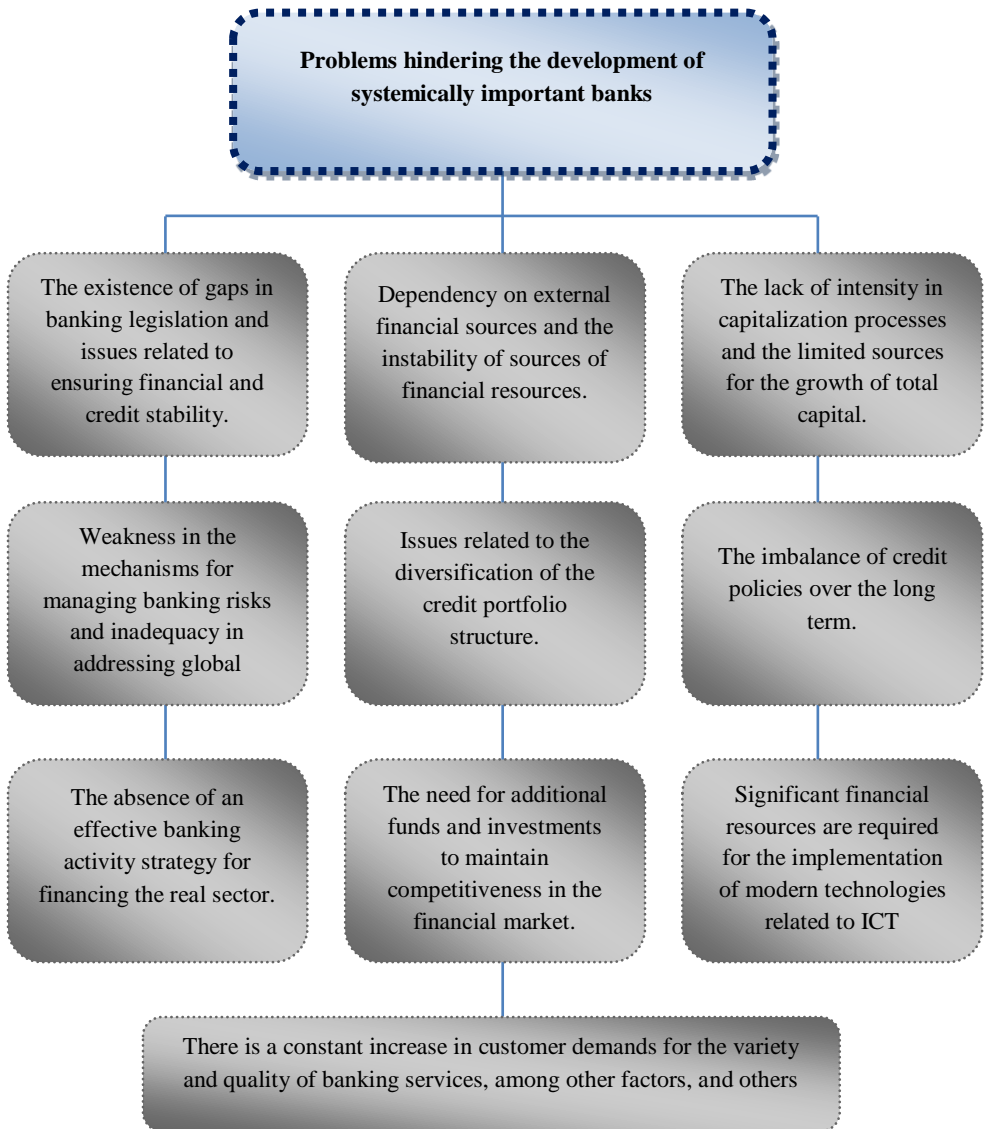 Problems hindering the development of
systemically important banks
The existence of gaps in
banking legislation and
issues related to
ensuring financial and
credit stability.
Dependency on external
financial sources and the
instability of sources of
financial resources.
The lack of intensity in
capitalization processes
and the limited sources
for the growth of total
capital.
Weakness in the
mechanisms for
managing banking risks
and inadequacy in
addressing global
Issues related to the
diversification of the
credit portfolio
structure.
The imbalance of credit
policies over the long
term.
The absence of an
effective banking
activity strategy for
financing the real sector.
The need for additional
funds and investments
to maintain
competitiveness in the
financial market.
Significant financial
resources are required
for the implementation
of modern technologies
related to ICT
There is a constant increase in customer demands for the variety
and quality of banking services, among other factors, and others